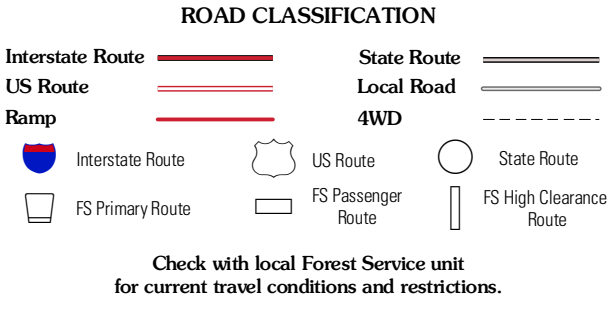 ROAD CLASSIFICATION
Interstate Route
State Route
US Route
Local Road
Ramp
4WD
Interstate Route
US Route
State Route
FS Primary Route
FS Passenger
Route
FS High Clearance
Route
Check with local Forest Service unit
for current travel conditions and restrictions.